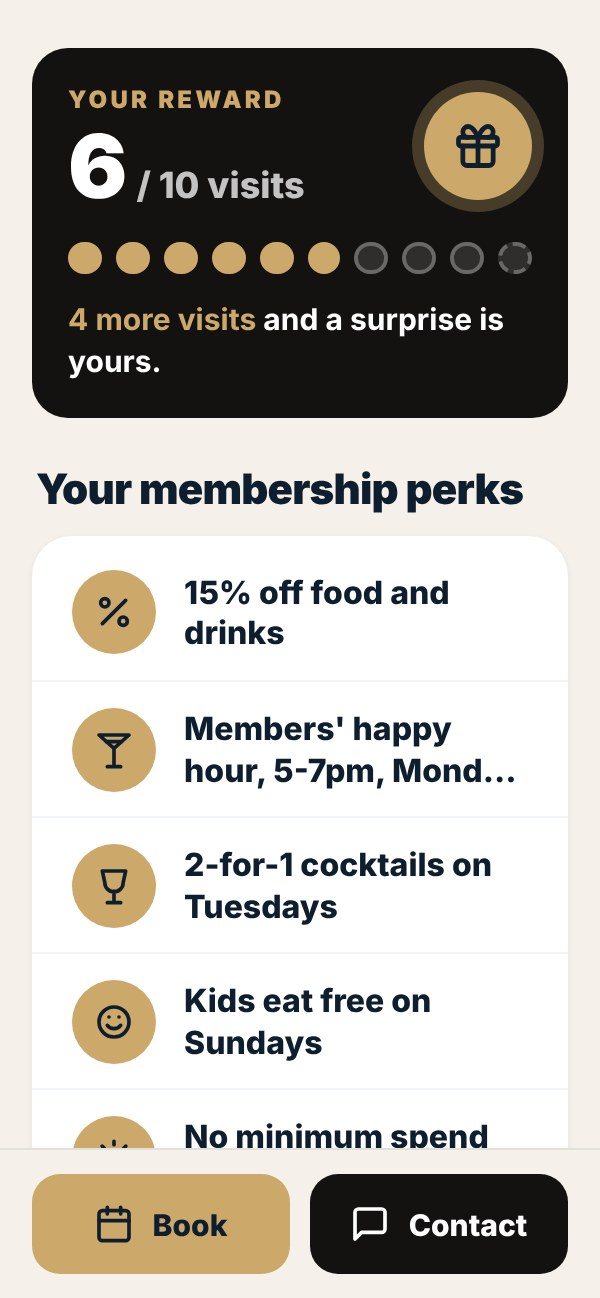 YOUR REWARD
6 / 10 visits
4 more visits and a surprise is
yours.
Your membership perks
15% off food and
drinks
Members' happy
hour, 5-7pm, Mond...
2-for-1 cocktails on
Tuesdays
Kids eat free on
Sundays
No minimum spend
Book
Contact